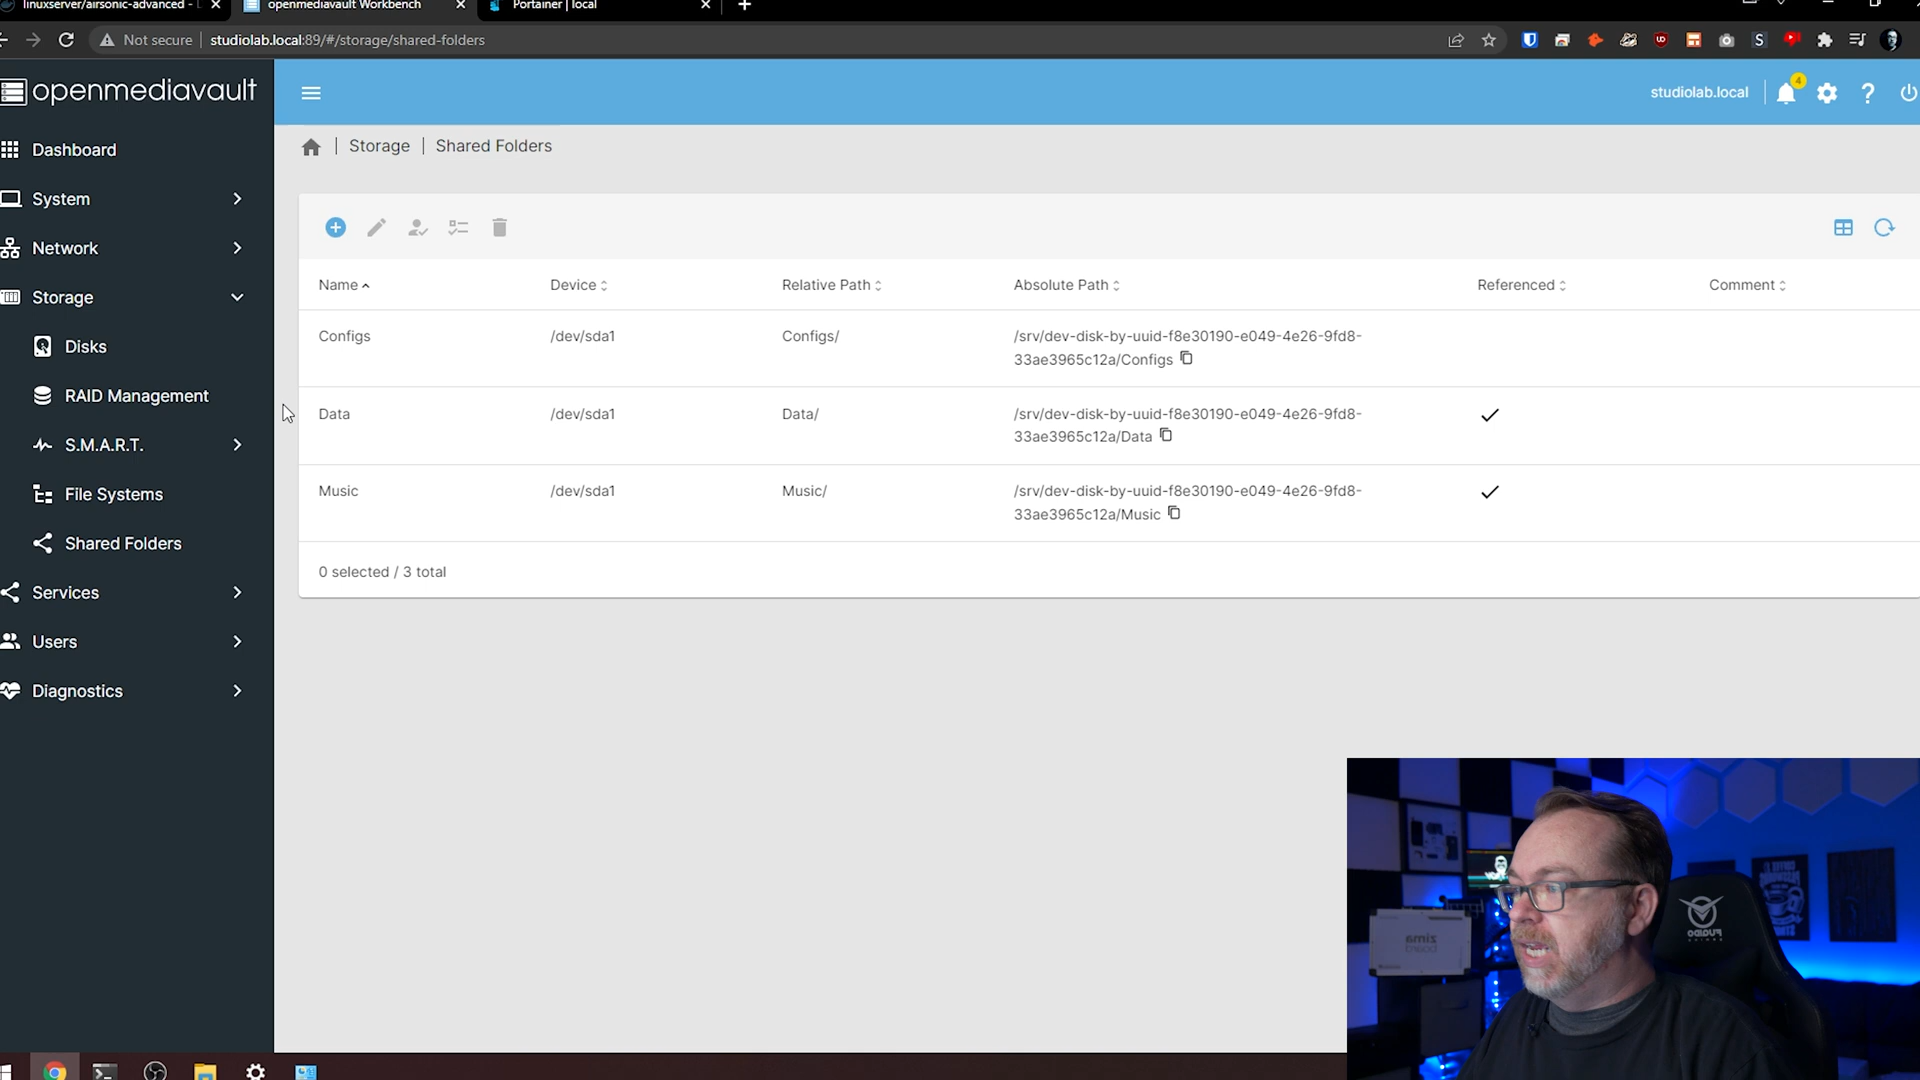 linuxserver/airsonic-advanced -
openmediavault Workbench
Portainer | local
Not secure
studiolab.local:89/#/storage/shared-folders
openmediavault
studiolab.local
4
Dashboard
System
Network
Storage
Disks
RAID Management
S.M.A.R.T.
File Systems
Shared Folders
Services
Users
Diagnostics
Storage | Shared Folders
Name Device Relative Path Absolute Path Referenced Comment
Configs /dev/sda1 Configs/ /srv/dev-disk-by-uuid-f8e30190-e049-4e26-9fd8-
33ae3965c12a/Configs
Data /dev/sda1 Data/ /srv/dev-disk-by-uuid-f8e30190-e049-4e26-9fd8-
33ae3965c12a/Data
Music /dev/sda1 Music/ /srv/dev-disk-by-uuid-f8e30190-e049-4e26-9fd8-
33ae3965c12a/Music
0 selected / 3 total
zima
board